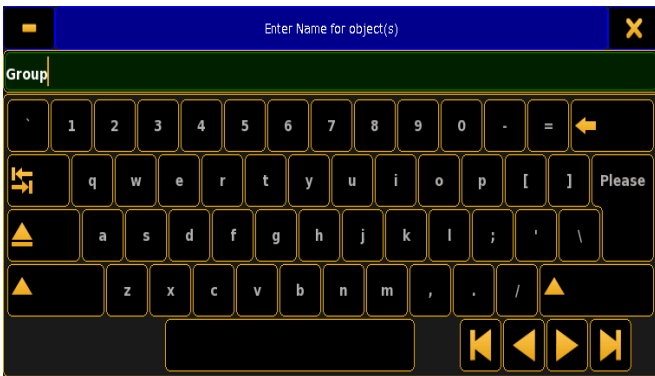 Enter Name for object(s)
Group
` 1 2 3 4 5 6 7 8 9 0 - =
q w e r t y u i o p [ ] Please
a s d f g h j k l ; ' \
z x c v b n m , . /